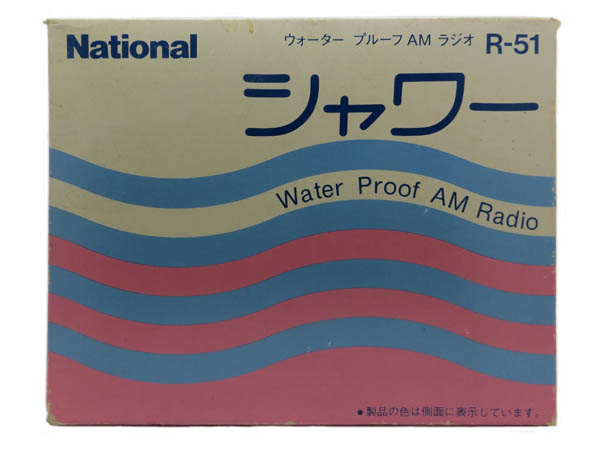 National
ウォーター プルーフ AM ラジオ R-51
シャワー
Water Proof AM Radio
●製品の色は側面に表示しています。